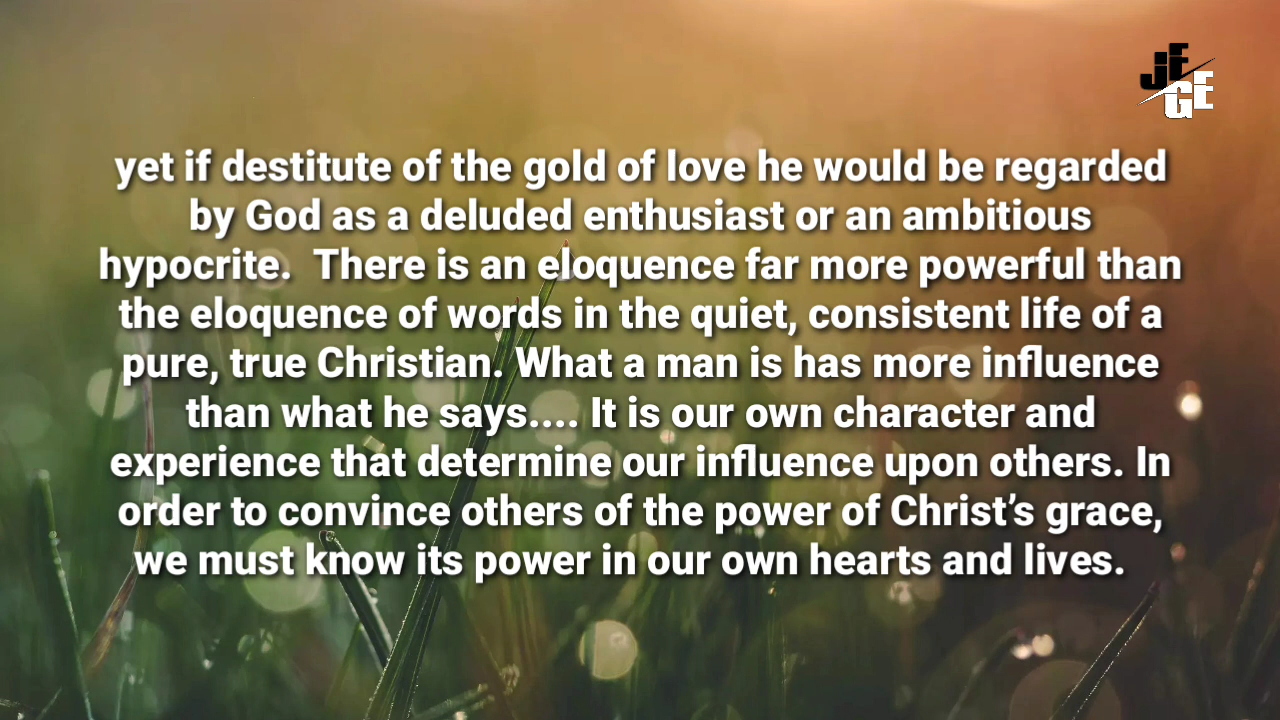 JF
GE
yet if destitute of the gold of love he would be regarded
by God as a deluded enthusiast or an ambitious
hypocrite.  There is an eloquence far more powerful than
the eloquence of words in the quiet, consistent life of a
pure, true Christian. What a man is has more influence
than what he says.... It is our own character and
experience that determine our influence upon others. In
order to convince others of the power of Christ’s grace,
we must know its power in our own hearts and lives.